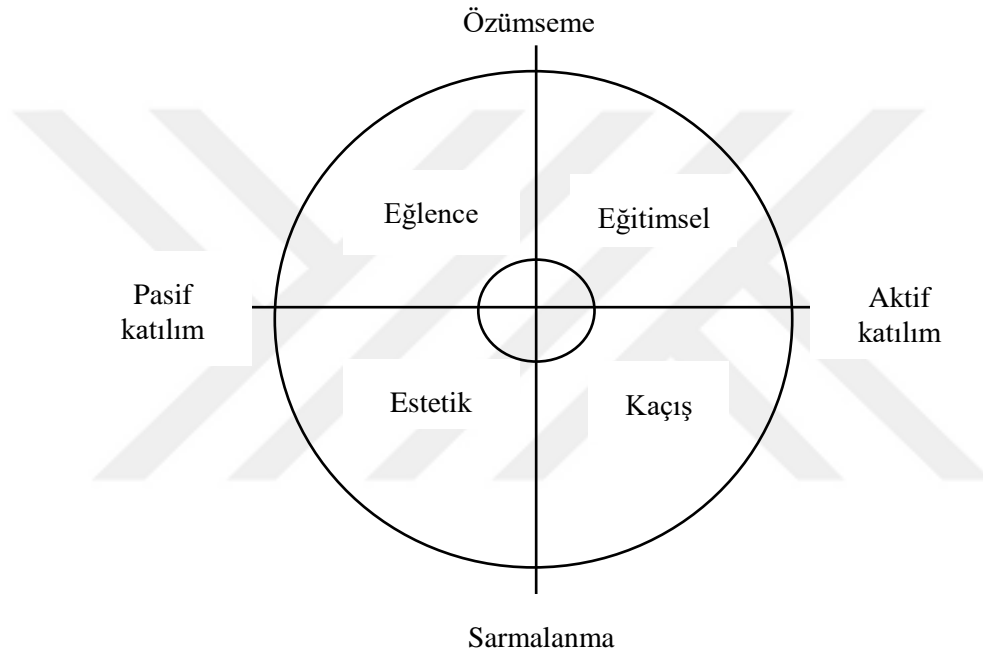 Özümseme
Eğlence
Eğitimsel
Pasif
katılım
Aktif
katılım
Estetik
Kaçış
Sarmalanma